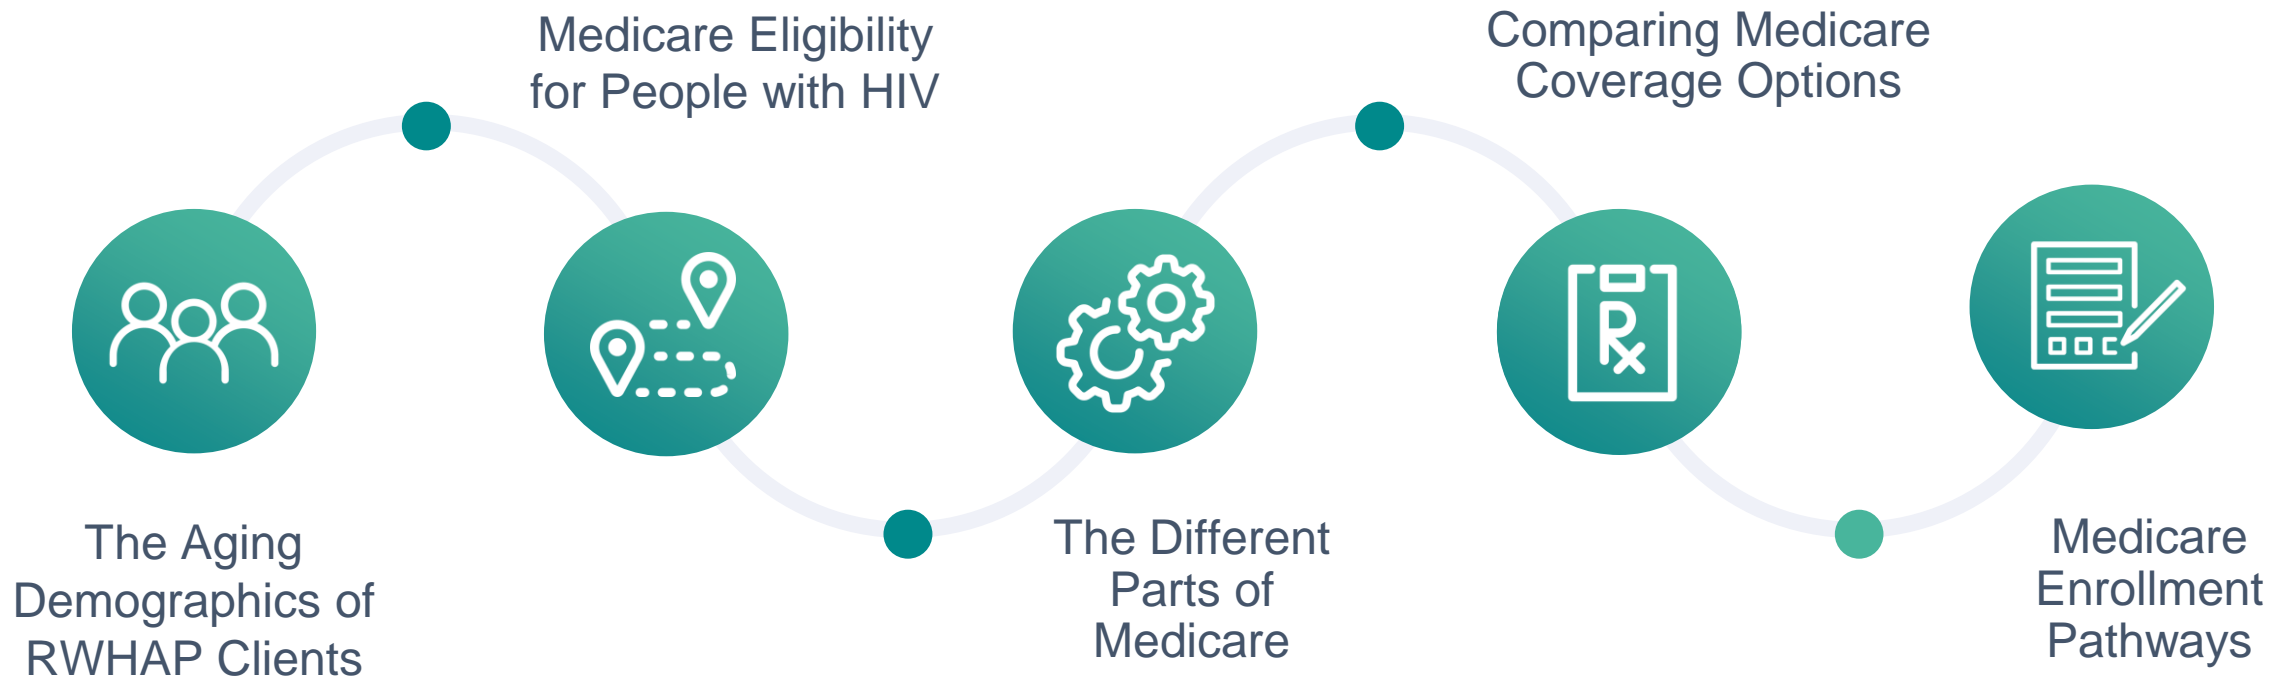 The Aging
Demographics of
RWHAP Clients
Medicare Eligibility
for People with HIV
The Different
Parts of
Medicare
Comparing Medicare
Coverage Options
Rx
Medicare
Enrollment
Pathways